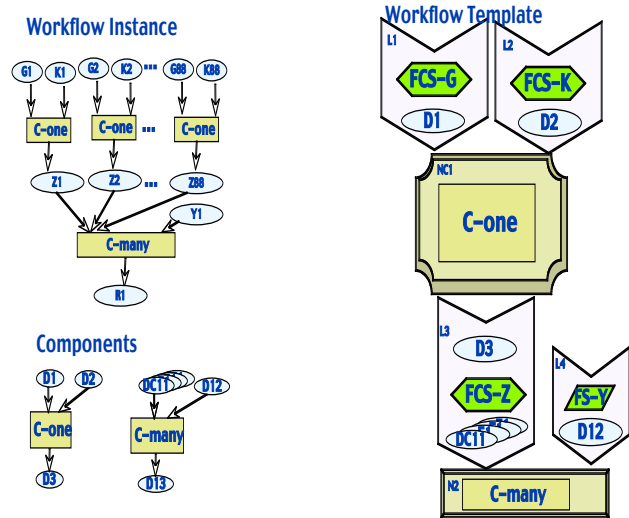 Workflow Instance
G1 K1 G2 K2 ... G88 K88
C-one C-one ... C-one
Z1 Z2 ... Z88
Y1
C-many
R1
Components
D1 D2
C-one
D3
DC11 D12
C-many
D13
Workflow Template
L1 L2
FCS-G FCS-K
D1 D2
NC1
C-one
L3
D3
FCS-Z
DC11
L4
FS-Y
D12
N2
C-many